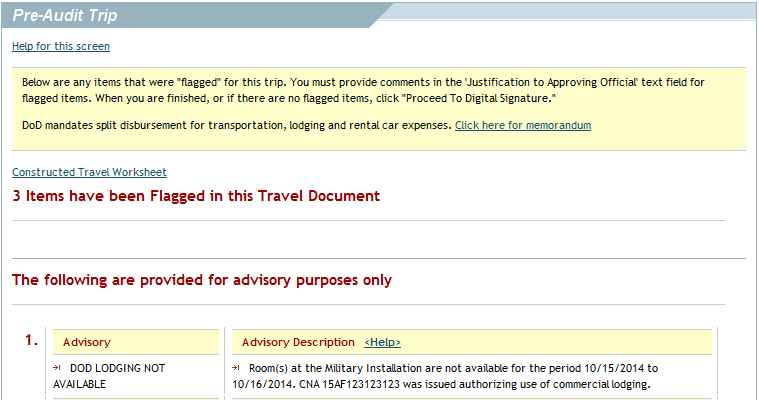 Pre-Audit Trip
Help for this screen
Below are any items that were "flagged" for this trip. You must provide comments in the 'Justification to Approving Official' text field for
flagged items. When you are finished, or if there are no flagged items, click "Proceed To Digital Signature."
DoD mandates split disbursement for transportation, lodging and rental car expenses. Click here for memorandum
Constructed Travel Worksheet
3 Items have been Flagged in this Travel Document
The following are provided for advisory purposes only
1. Advisory Advisory Description <Help>
DOD LODGING NOT Room(s) at the Military Installation are not available for the period 10/15/2014 to
AVAILABLE 10/16/2014. CNA 15AF123123123 was issued authorizing use of commercial lodging.